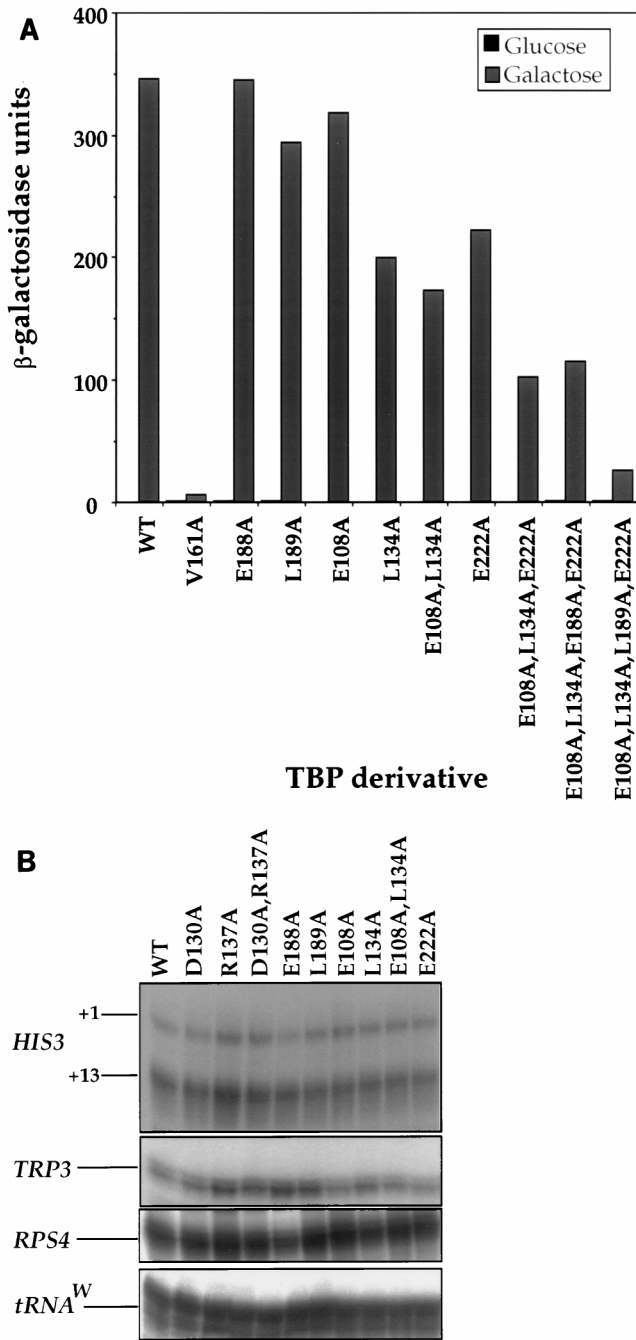 A
β-galactosidase units
400
300
200
100
0
Glucose
Galactose
WT
V161A
E188A
L189A
E108A
L134A
E108A,L134A
E222A
E108A,L134A,E222A
E108A,L134A,E188A,E222A
E108A,L134A,L189A,E222A
TBP derivative
B
WT
D130A
R137A
D130A,R137A
E188A
L189A
E108A
L134A
E108A,L134A
E222A
HIS3
+1
+13
TRP3
RPS4
tRNAᵂ